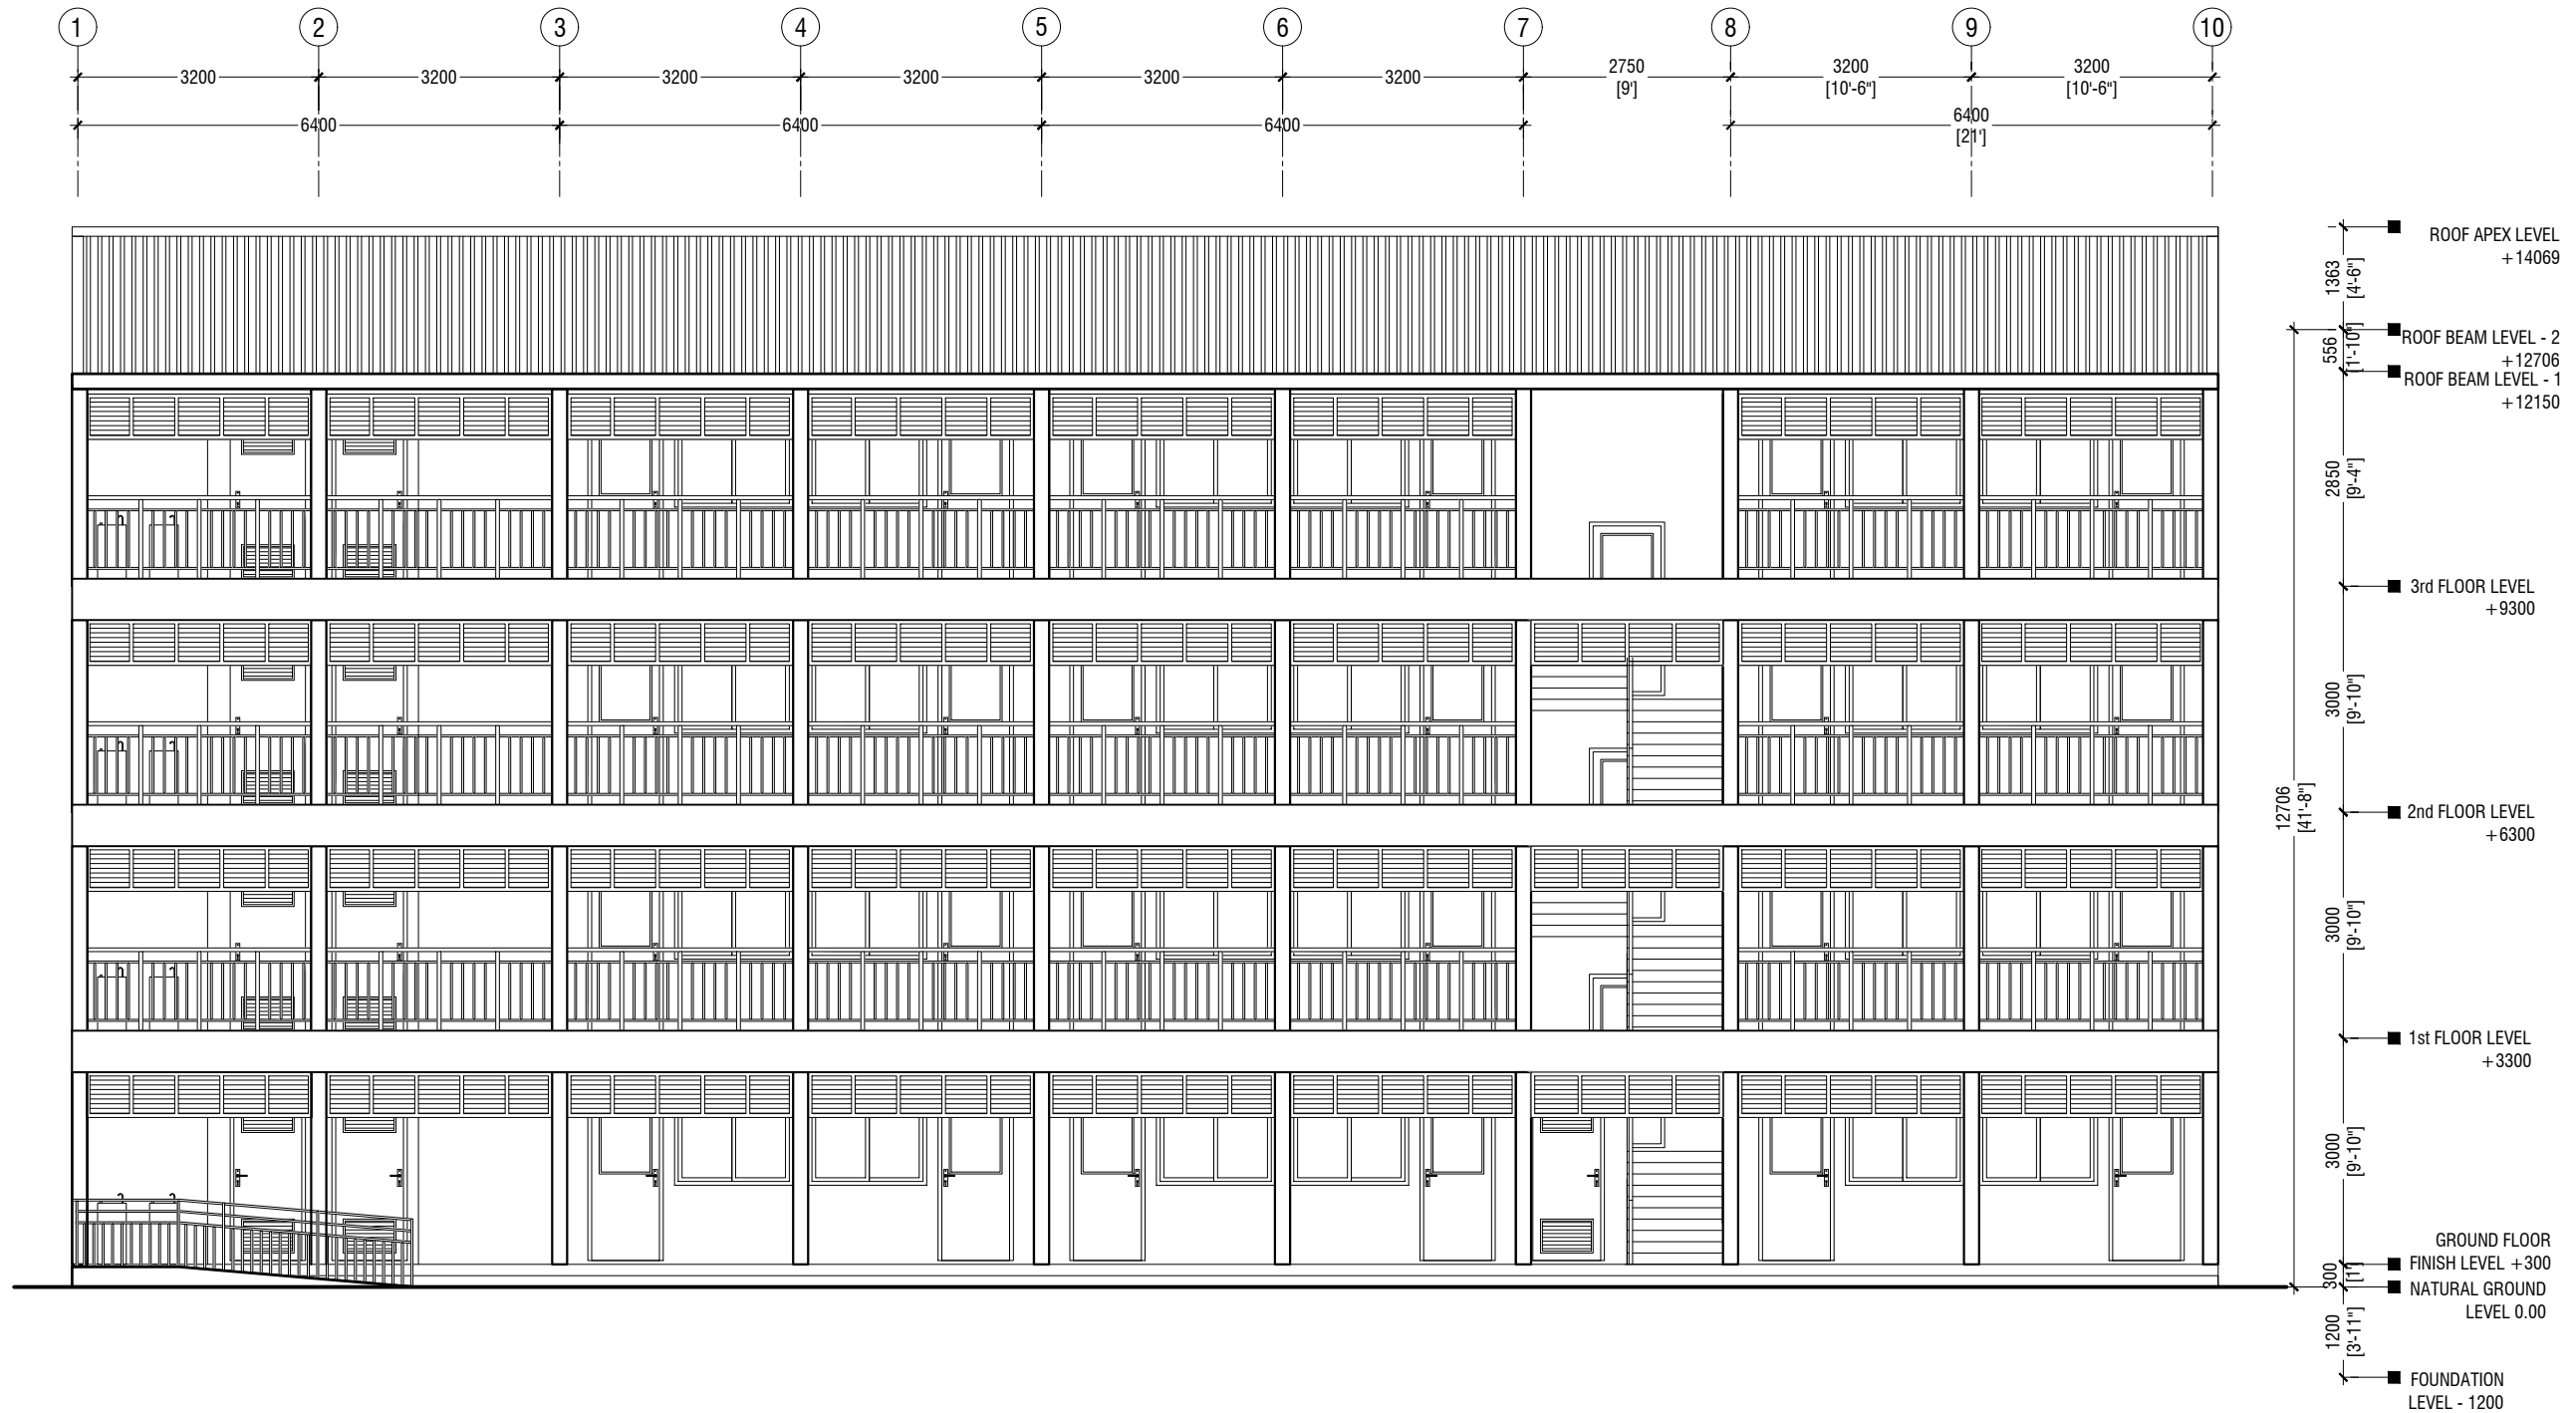 1 2 3 4 5 6 7 8 9 10
3200 3200 3200 3200 3200 3200 2750 3200 3200
[9'] [10'-6"] [10'-6"]
6400 6400 6400 6400
[21']
ROOF APEX LEVEL
+14069
1363
[4'-6"]
ROOF BEAM LEVEL - 2
+12706
556
[1'-10"]
ROOF BEAM LEVEL - 1
+12150
2850
[9'-4"]
3rd FLOOR LEVEL
+9300
3000
[9'-10"]
12706
[41'-8"]
2nd FLOOR LEVEL
+6300
3000
[9'-10"]
1st FLOOR LEVEL
+3300
3000
[9'-10"]
GROUND FLOOR
FINISH LEVEL +300
300
[1']
NATURAL GROUND
LEVEL 0.00
1200
[3'-11"]
FOUNDATION
LEVEL - 1200